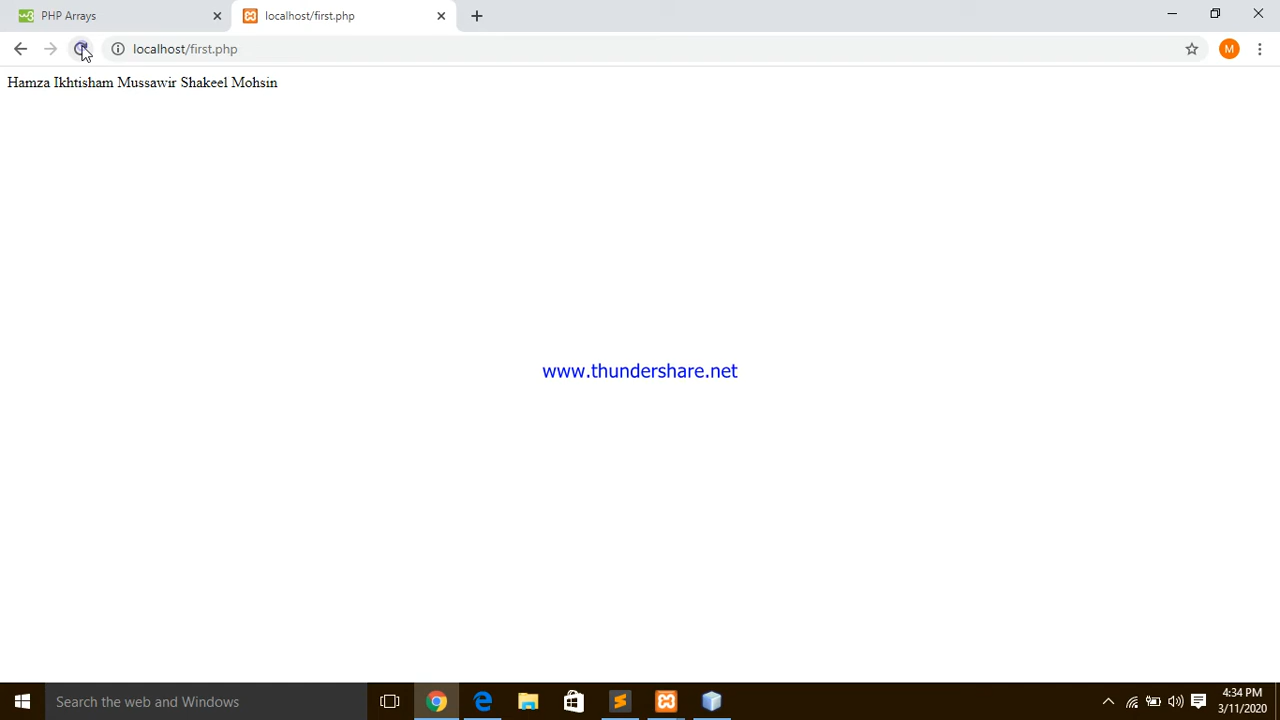 PHP Arrays
localhost/first.php
localhost/first.php
M
Hamza Ikhtisham Mussawir Shakeel Mohsin
www.thundershare.net
Search the web and Windows
4:34 PM
3/11/2020